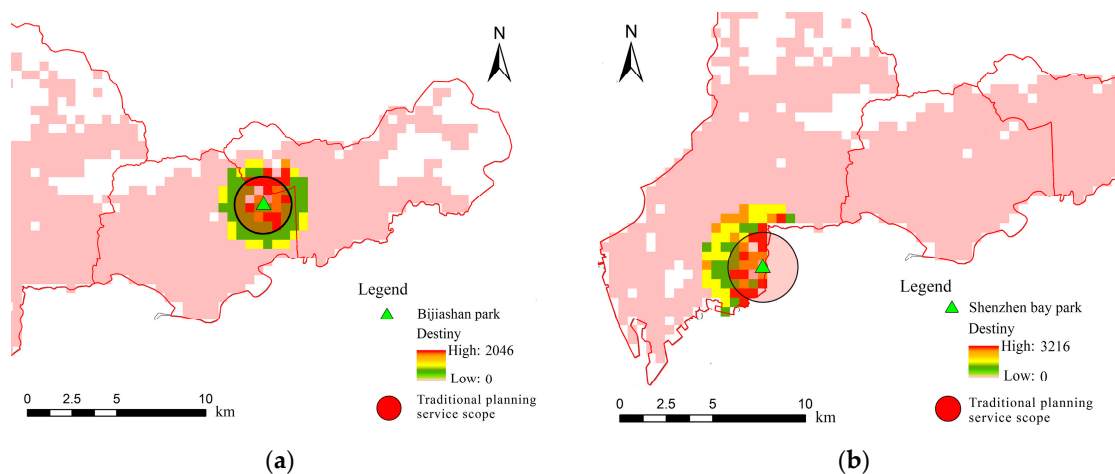 N
Legend
Bijiashan park
Destiny
High: 2046
Low: 0
Traditional planning
service scope
0 2.5 5 10
km
(a)
N
Legend
Shenzhen bay park
Destiny
High: 3216
Low: 0
Traditional planning
service scope
0 2.5 5 10
km
(b)